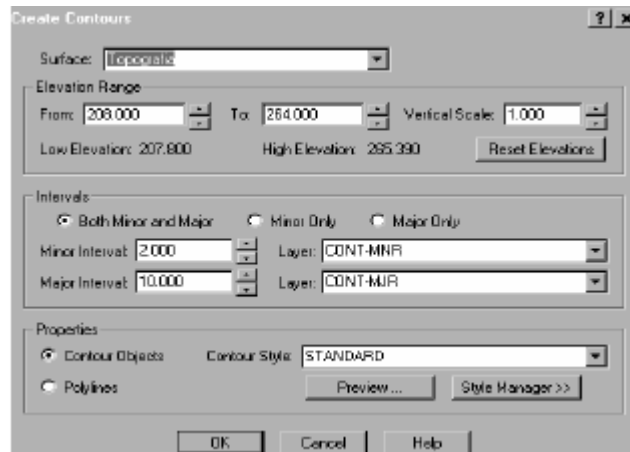 Create Contours
Surface: Topografia
Elevation Range
From: 208.000 To: 264.000 Vertical Scale: 1.000
Low Elevation: 207.800 High Elevation: 265.390 Reset Elevations
Intervals
Both Minor and Major Minor Only Major Only
Minor Interval: 2.000 Layer: CONT-MNR
Major Interval: 10.000 Layer: CONT-MJR
Properties
Contour Objects Contour Style: STANDARD
Polylines Preview ... Style Manager >>
OK Cancel Help